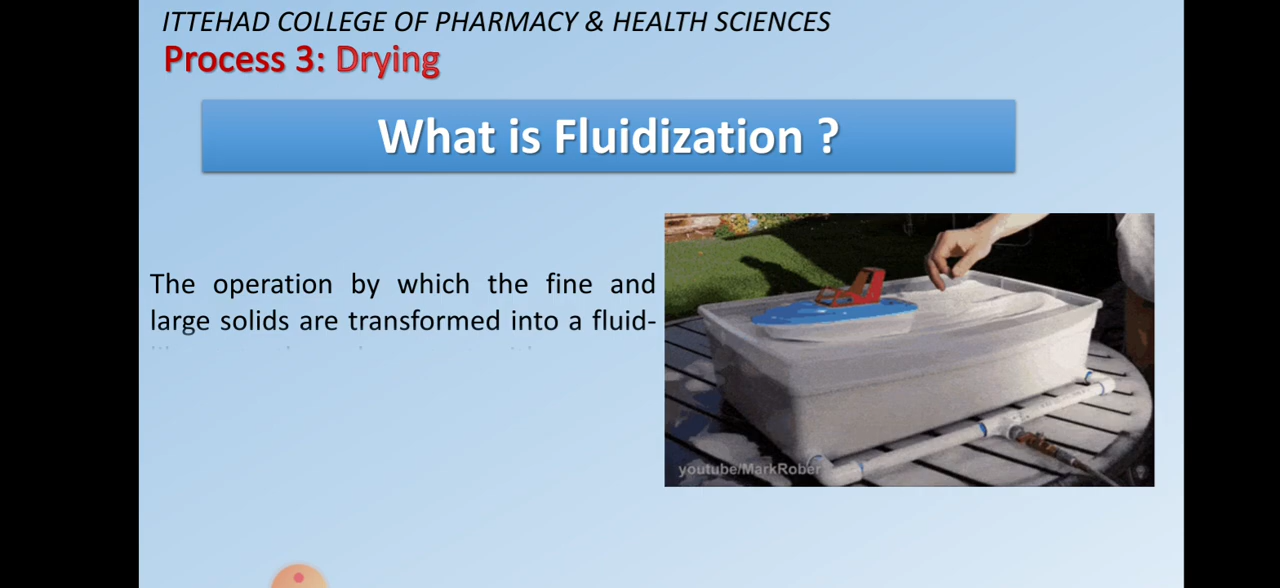 ITTEHAD COLLEGE OF PHARMACY & HEALTH SCIENCES
Process 3: Drying
What is Fluidization ?
The operation by which the fine and
large solids are transformed into a fluid-
youtube/MarkRober